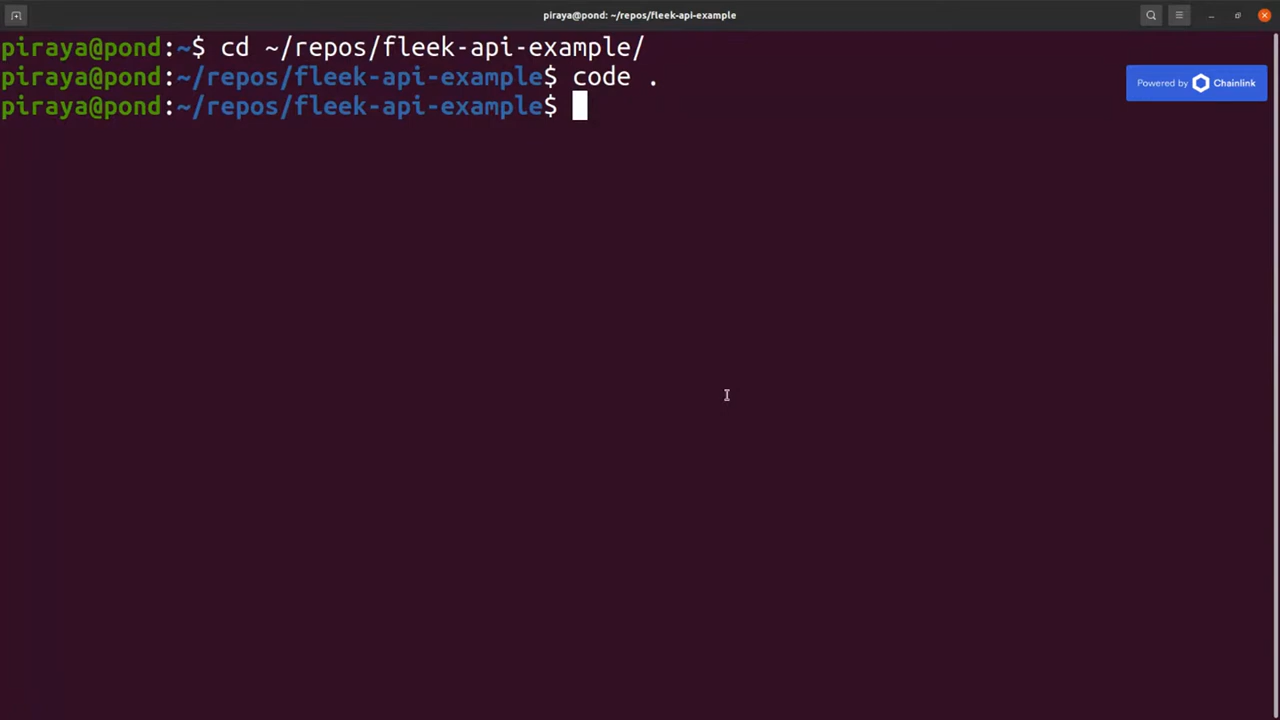 piraya@pond: ~/repos/fleek-api-example
piraya@pond:~$ cd ~/repos/fleek-api-example/
piraya@pond:~/repos/fleek-api-example$ code .
Powered by Chainlink
piraya@pond:~/repos/fleek-api-example$